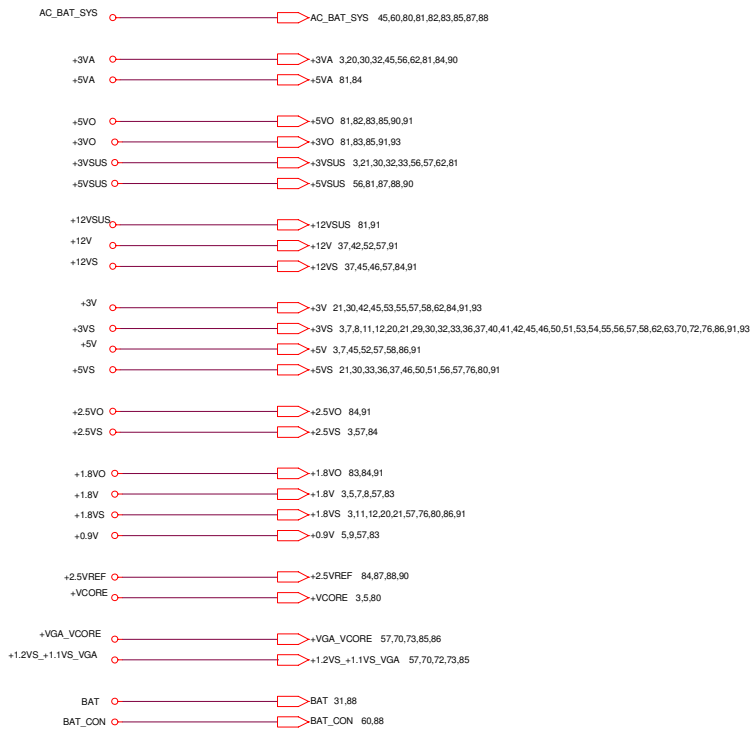 AC_BAT_SYS AC_BAT_SYS 45,60,80,81,82,83,85,87,88
+3VA +3VA 3,20,30,32,45,56,62,81,84,90
+5VA +5VA 81,84
+5VO +5VO 81,82,83,85,90,91
+3VO +3VO 81,83,85,91,93
+3VSUS +3VSUS 3,21,30,32,33,56,57,62,81
+5VSUS +5VSUS 56,81,87,88,90
+12VSUS +12VSUS 81,91
+12V +12V 37,42,52,57,91
+12VS +12VS 37,45,46,57,84,91
+3V +3V 21,30,42,45,53,55,57,58,62,84,91,93
+3VS +3VS 3,7,8,11,12,20,21,29,30,32,33,36,37,40,41,42,45,46,50,51,53,54,55,56,57,58,62,63,70,72,76,86,91,93
+5V +5V 3,7,45,52,57,58,86,91
+5VS +5VS 21,30,33,36,37,46,50,51,56,57,76,80,91
+2.5VO +2.5VO 84,91
+2.5VS +2.5VS 3,57,84
+1.8VO +1.8VO 83,84,91
+1.8V +1.8V 3,5,7,8,57,83
+1.8VS +1.8VS 3,11,12,20,21,57,76,80,86,91
+0.9V +0.9V 5,9,57,83
+2.5VREF +2.5VREF 84,87,88,90
+VCORE +VCORE 3,5,80
+VGA_VCORE +VGA_VCORE 57,70,73,85,86
+1.2VS_+1.1VS_VGA +1.2VS_+1.1VS_VGA 57,70,72,73,85
BAT BAT 31,88
BAT_CON BAT_CON 60,88